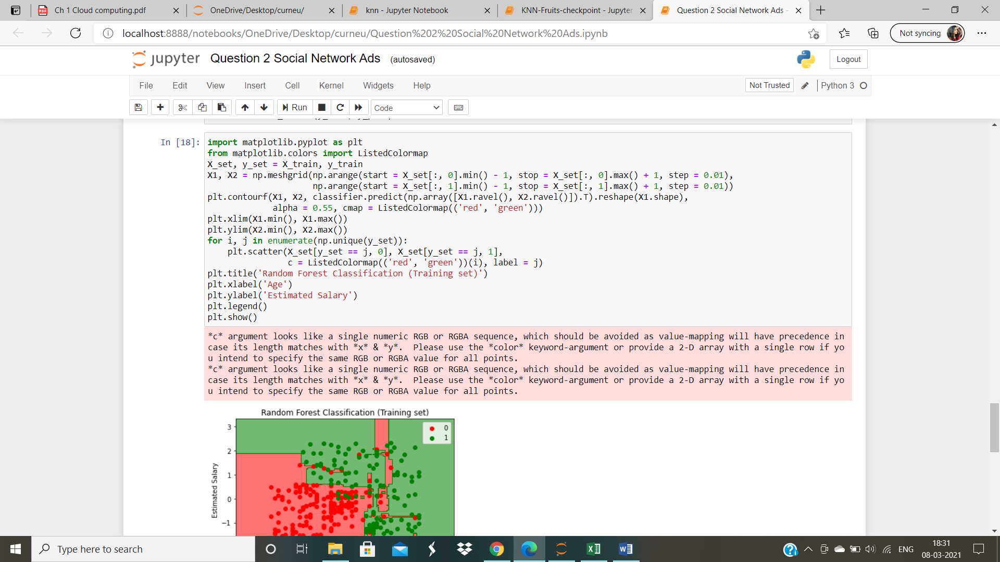 Ch 1 Cloud computing.pdf
OneDrive/Desktop/curneu/
knn - Jupyter Notebook
KNN-Fruits-checkpoint - Jupyter
Question 2 Social Network Ads -
localhost:8888/notebooks/OneDrive/Desktop/curneu/Question%202%20Social%20Network%20Ads.ipynb
Not syncing
jupyter Question 2 Social Network Ads (autosaved)
Logout
File Edit View Insert Cell Kernel Widgets Help
Not Trusted
Python 3
Run
Code
In [18]:
import matplotlib.pyplot as plt
from matplotlib.colors import ListedColormap
X_set, y_set = X_train, y_train
X1, X2 = np.meshgrid(np.arange(start = X_set[:, 0].min() - 1, stop = X_set[:, 0].max() + 1, step = 0.01),
np.arange(start = X_set[:, 1].min() - 1, stop = X_set[:, 1].max() + 1, step = 0.01))
plt.contourf(X1, X2, classifier.predict(np.array([X1.ravel(), X2.ravel()]).T).reshape(X1.shape),
alpha = 0.55, cmap = ListedColormap(('red', 'green')))
plt.xlim(X1.min(), X1.max())
plt.ylim(X2.min(), X2.max())
for i, j in enumerate(np.unique(y_set)):
plt.scatter(X_set[y_set == j, 0], X_set[y_set == j, 1],
c = ListedColormap(('red', 'green'))(i), label = j)
plt.title('Random Forest Classification (Training set)')
plt.xlabel('Age')
plt.ylabel('Estimated Salary')
plt.legend()
plt.show()
*c* argument looks like a single numeric RGB or RGBA sequence, which should be avoided as value-mapping will have precedence in
case its length matches with *x* & *y*.  Please use the *color* keyword-argument or provide a 2-D array with a single row if yo
u intend to specify the same RGB or RGBA value for all points.
*c* argument looks like a single numeric RGB or RGBA sequence, which should be avoided as value-mapping will have precedence in
case its length matches with *x* & *y*.  Please use the *color* keyword-argument or provide a 2-D array with a single row if yo
u intend to specify the same RGB or RGBA value for all points.
Random Forest Classification (Training set)
0
1
3
2
1
0
−1
Estimated Salary
Type here to search
ENG
18:31
08-03-2021